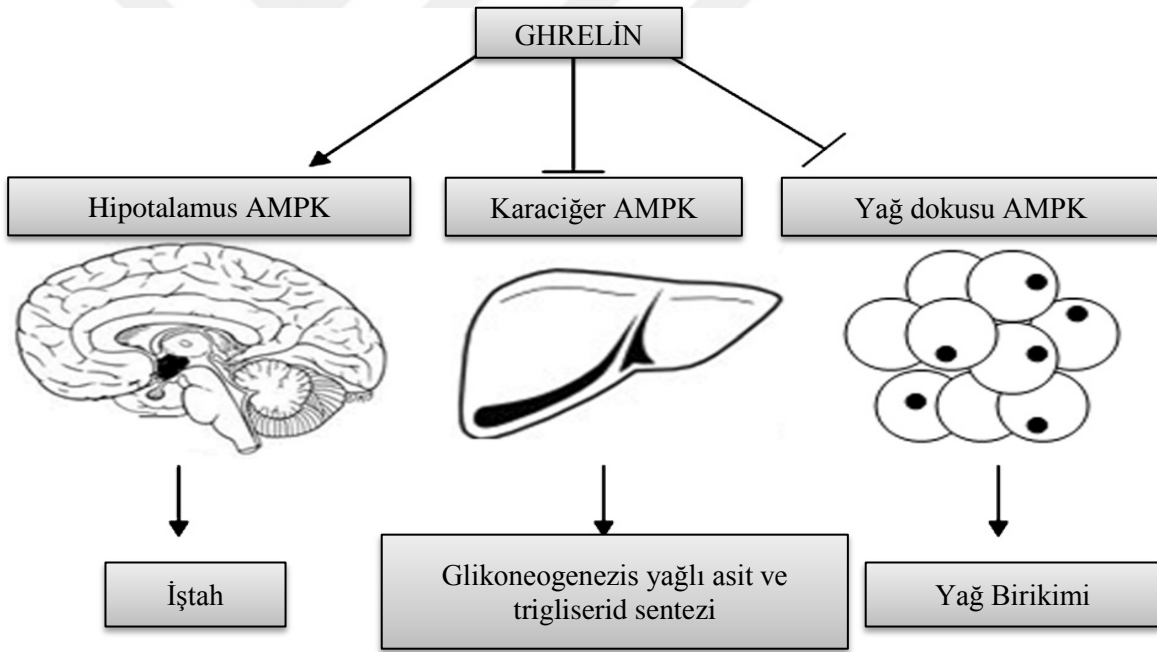 GHRELİN
Hipotalamus AMPK
Karaciğer AMPK
Yağ dokusu AMPK
İştah
Glikoneogenezis yağlı asit ve
trigliserid sentezi
Yağ Birikimi